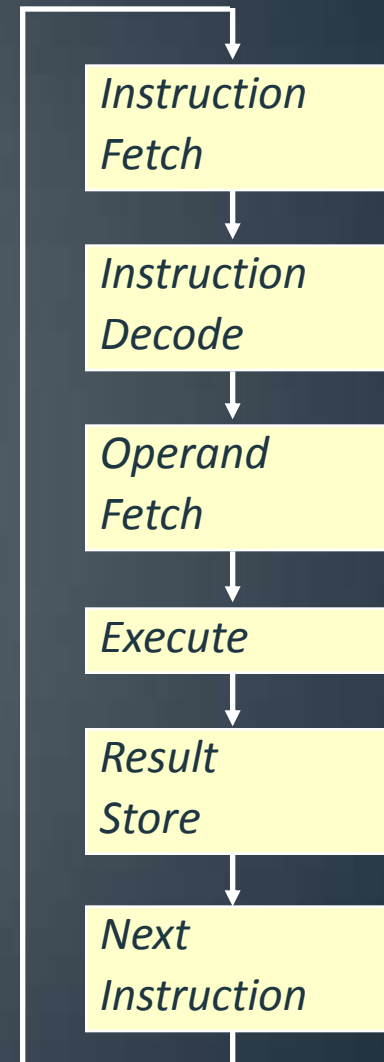 Instruction
Fetch
Instruction
Decode
Operand
Fetch
Execute
Result
Store
Next
Instruction